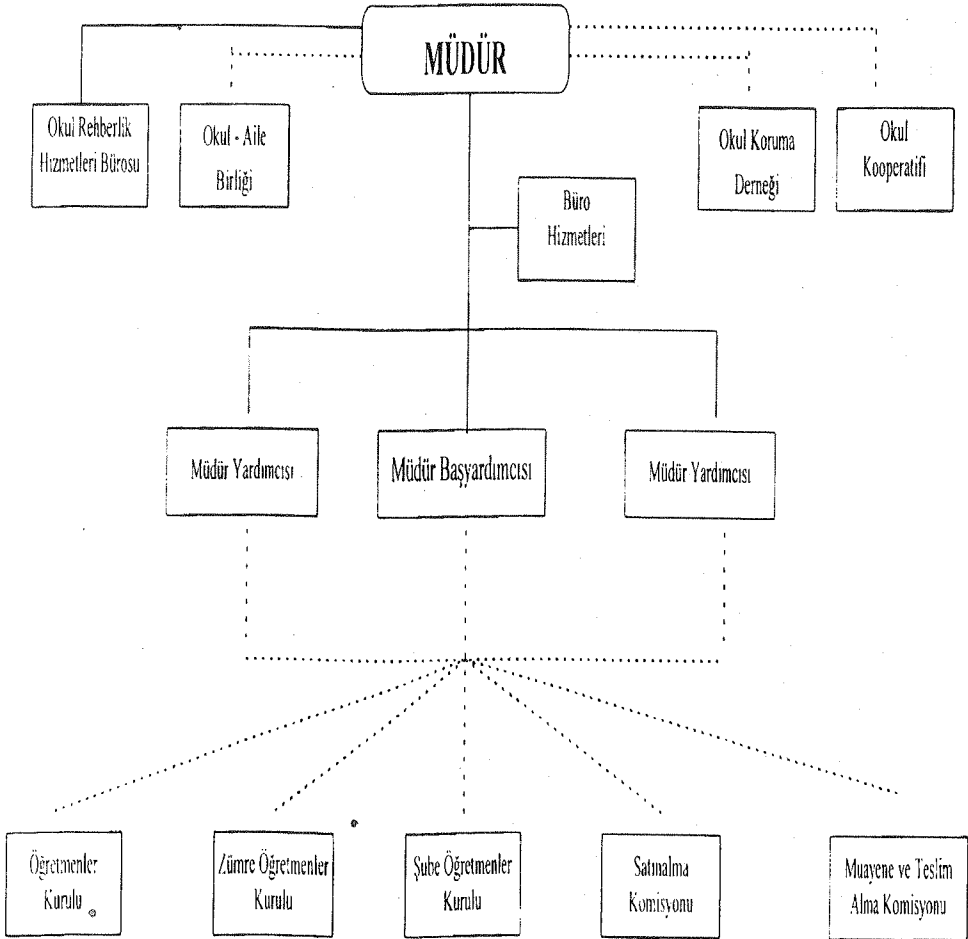 MÜDÜR
Okul Rehberlik
Hizmetleri Bürosu
Okul - Aile
Birliği
Okul Koruma
Derneği
Okul
Kooperatifi
Büro
Hizmetleri
Müdür Yardımcısı
Müdür Başyardımcısı
Müdür Yardımcısı
Öğretmenler
Kurulu
Zümre Öğretmenler
Kurulu
Şube Öğretmenler
Kurulu
Satınalma
Komisyonu
Muayene ve Teslim
Alma Komisyonu